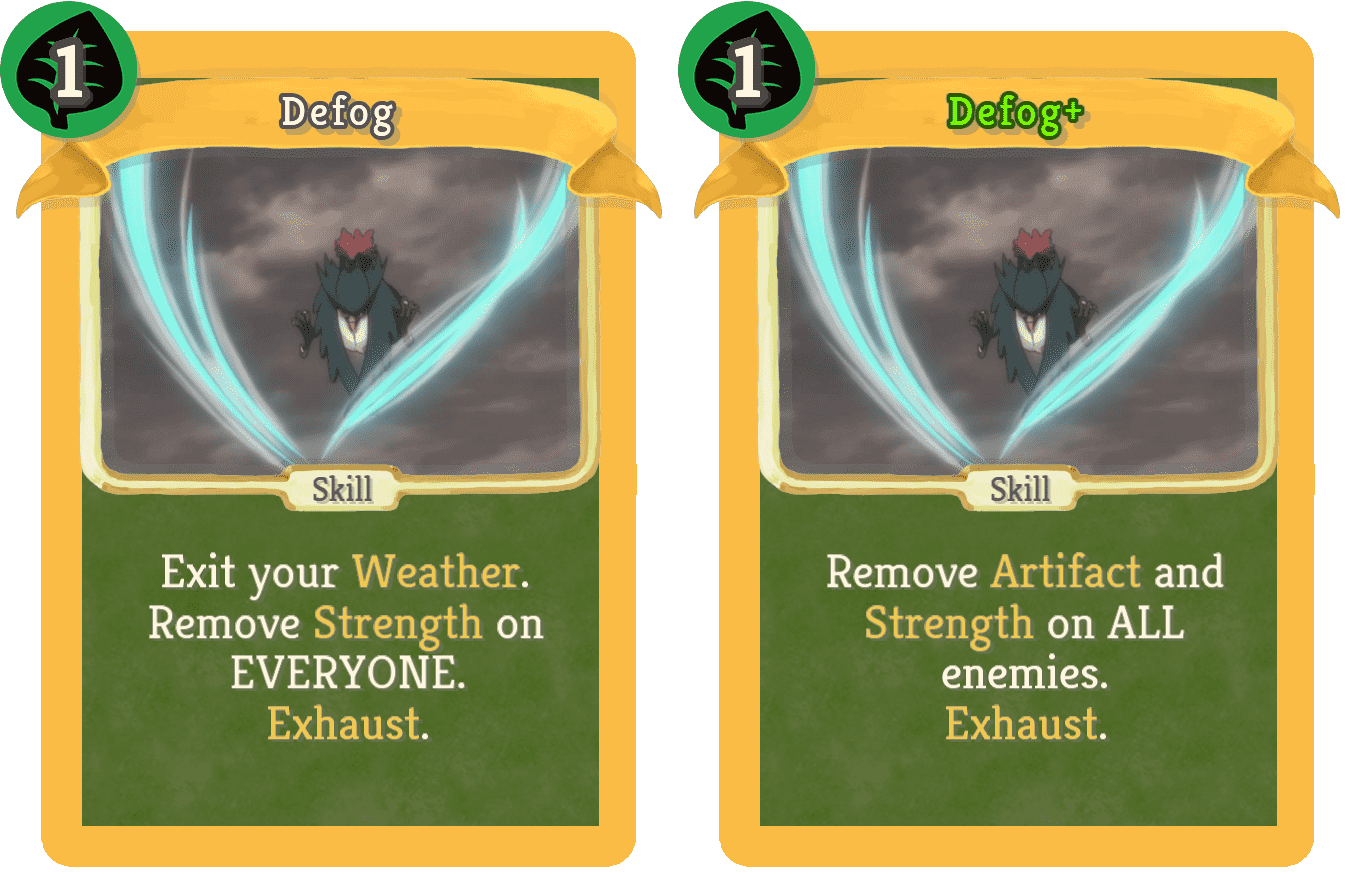 1
Defog
Skill
Exit your Weather.
Remove Strength on
EVERYONE.
Exhaust.
1
Defog+
Skill
Remove Artifact and
Strength on ALL
enemies.
Exhaust.